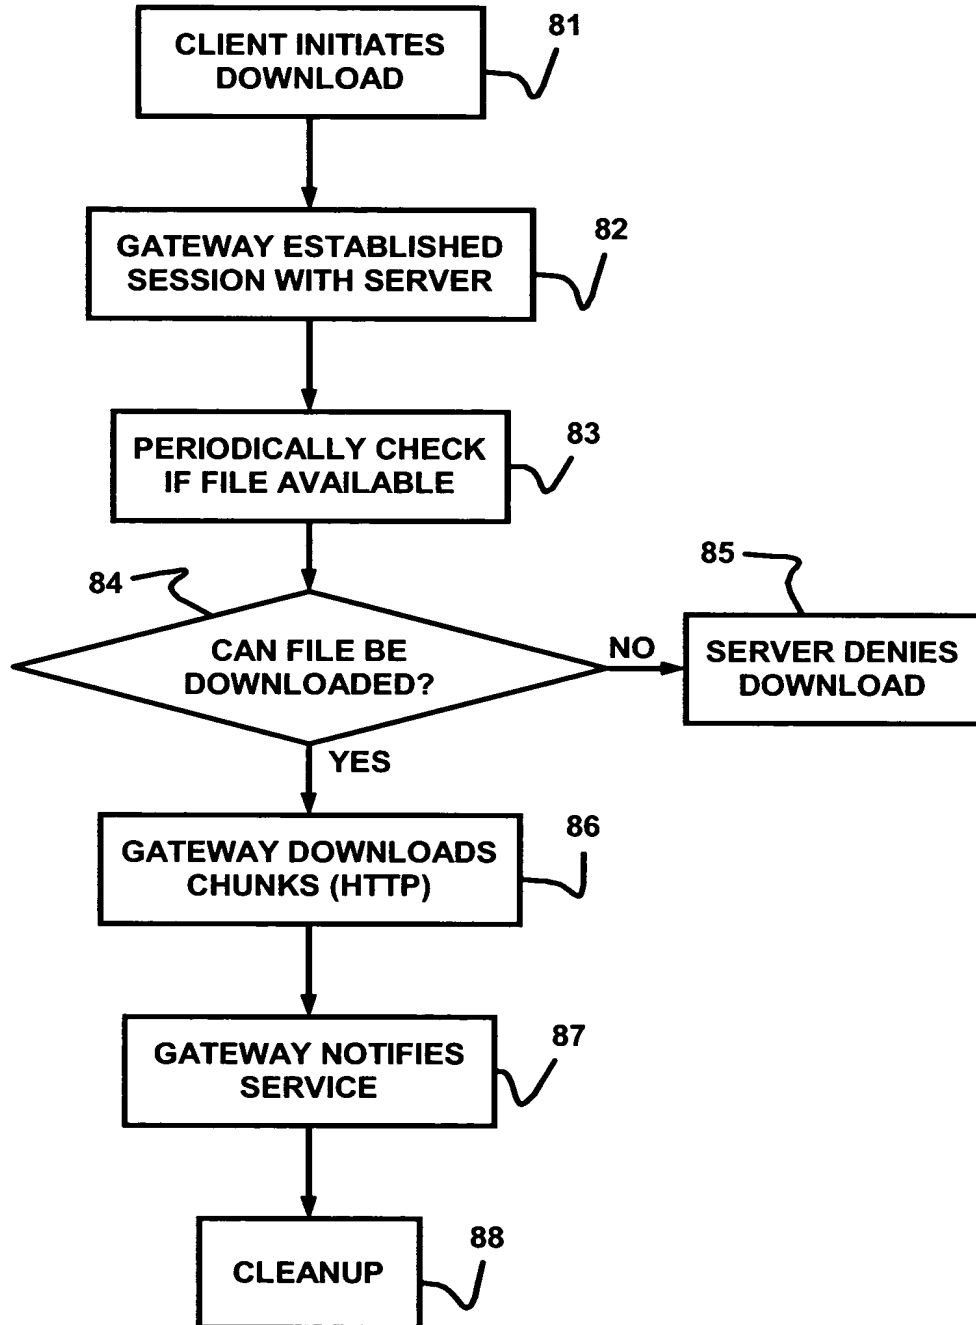 81
CLIENT INITIATES
DOWNLOAD
82
GATEWAY ESTABLISHED
SESSION WITH SERVER
83
PERIODICALLY CHECK
IF FILE AVAILABLE
84
CAN FILE BE
DOWNLOADED?
NO
85
SERVER DENIES
DOWNLOAD
YES
86
GATEWAY DOWNLOADS
CHUNKS (HTTP)
87
GATEWAY NOTIFIES
SERVICE
88
CLEANUP